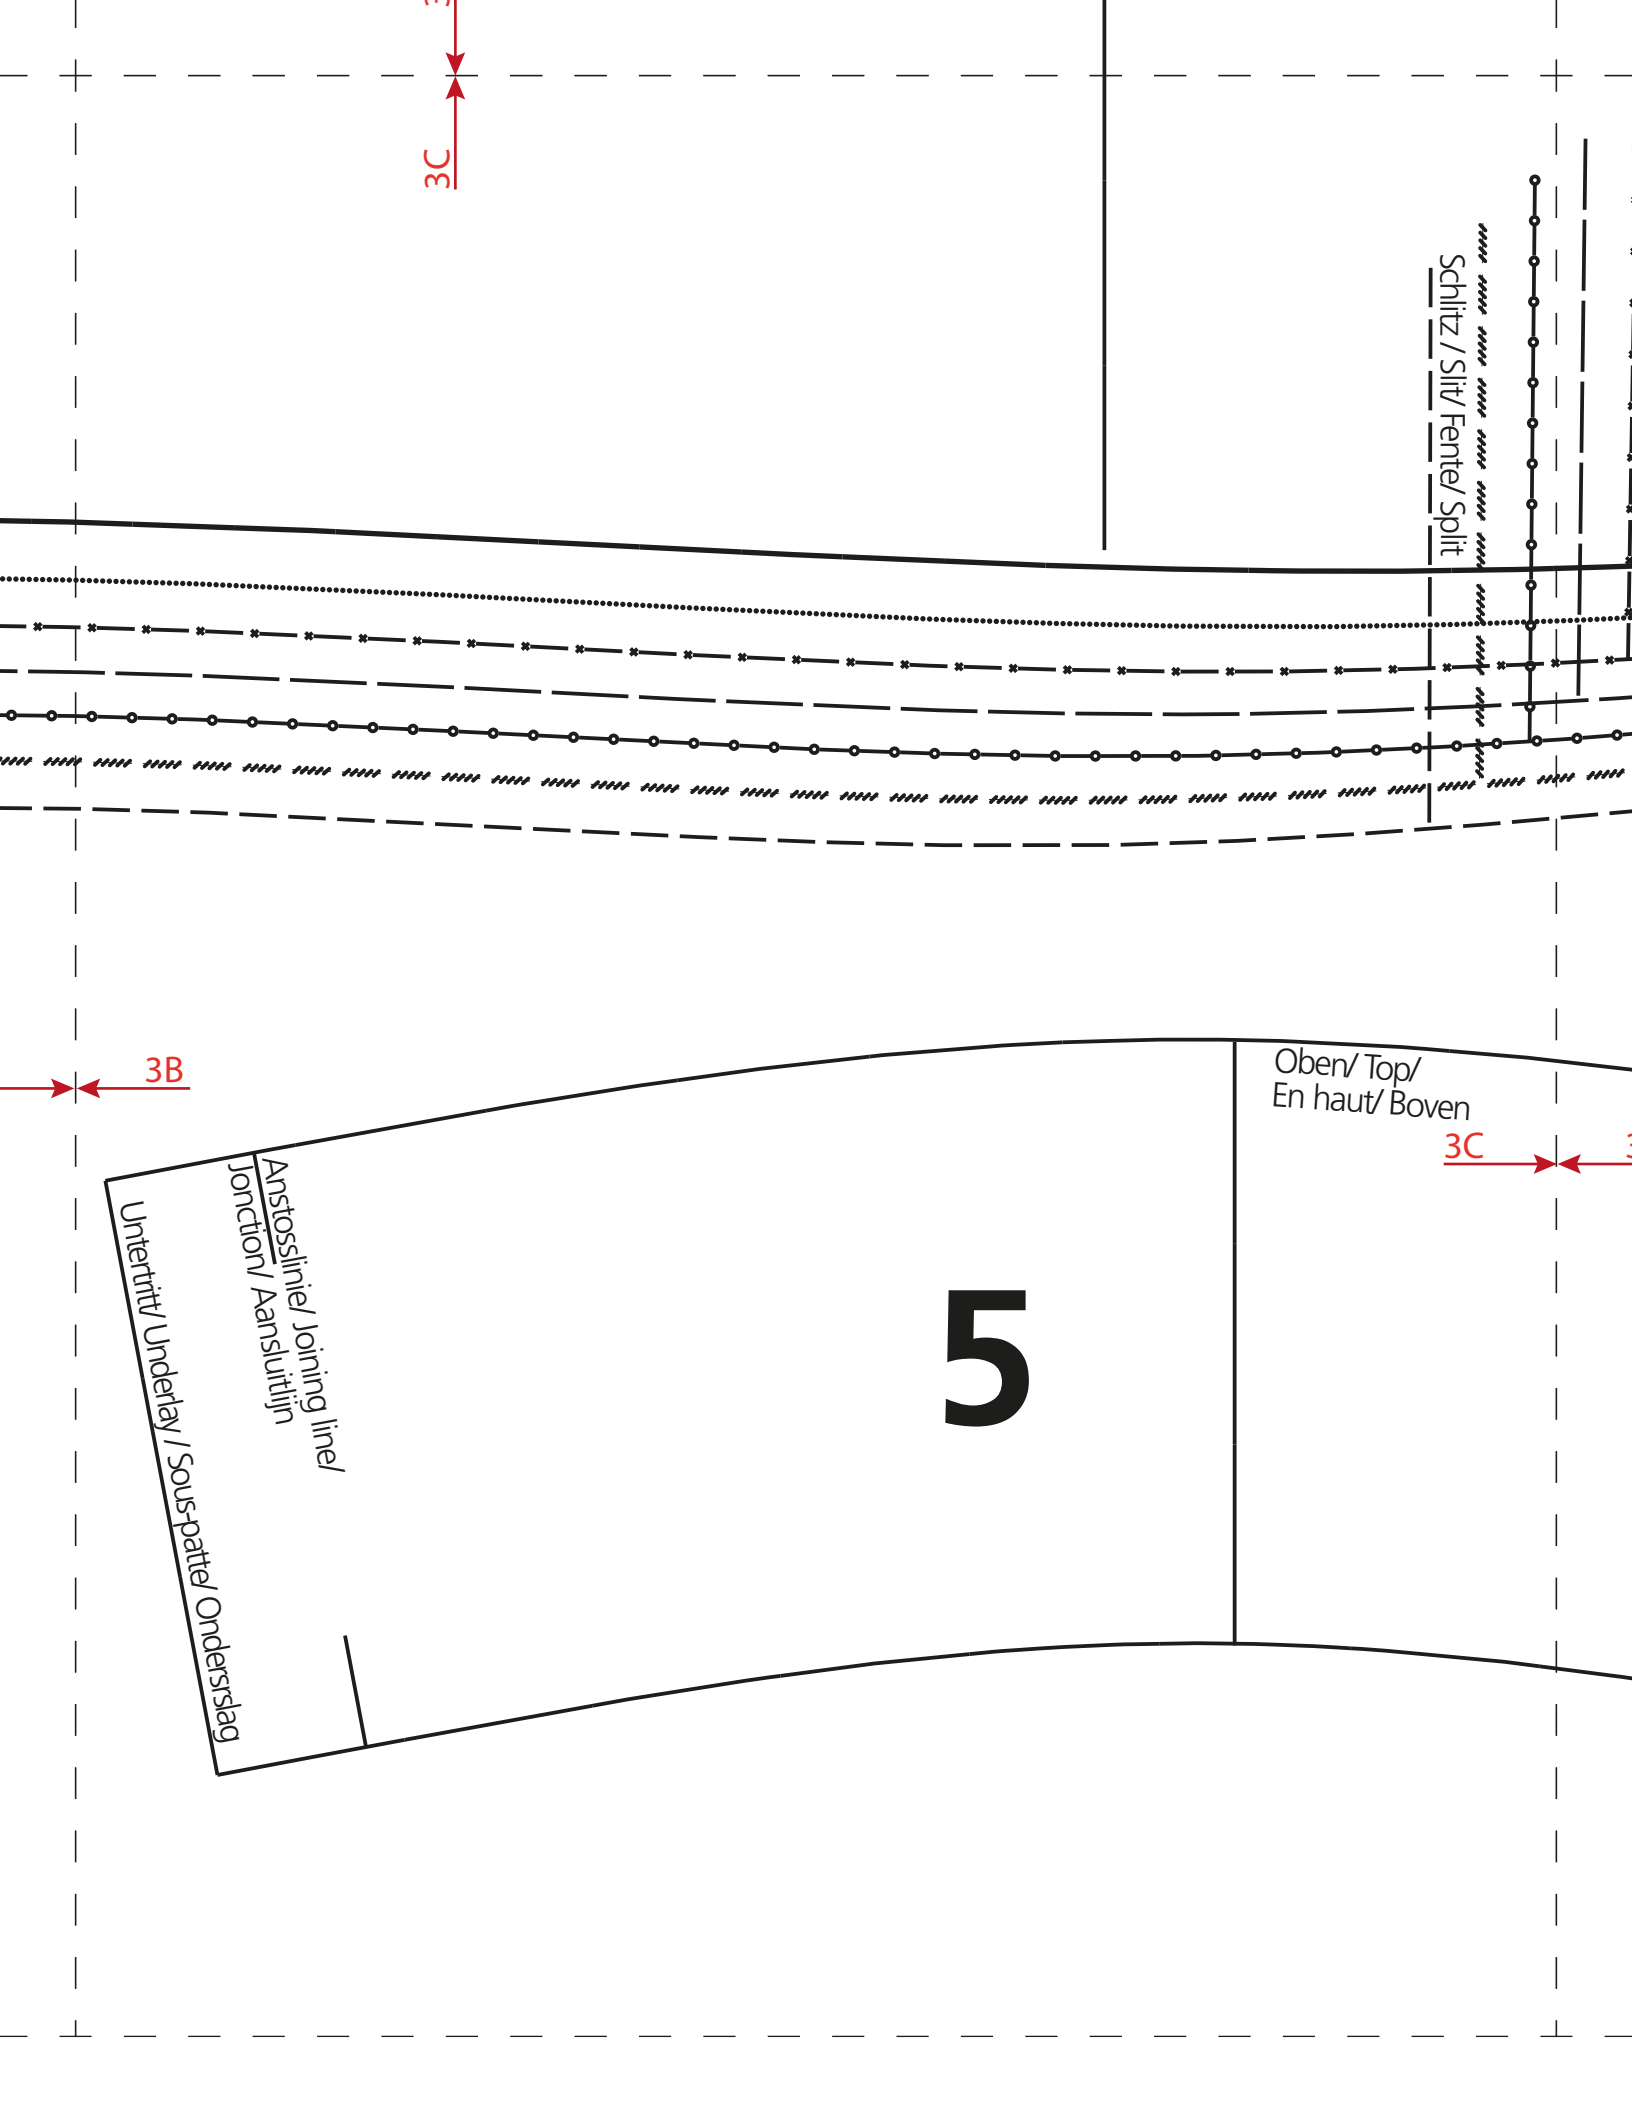 3C
Schlitz / Slit/ Fente/ Split
3B
Oben/ Top/
En haut/ Boven
3C
Anstosslinie/ Joining line/
Jonction/ Aansluitlijn
Untertritt/ Underlay / Sous-patte/ Ondersrslag
5